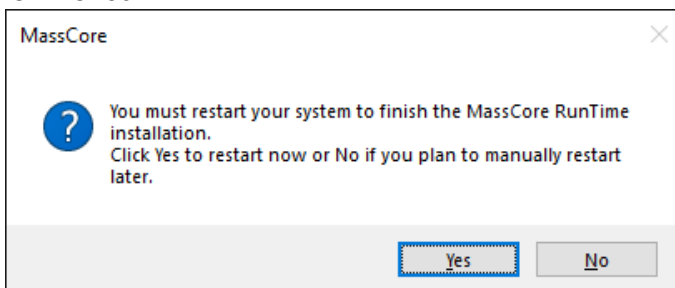 MassCore
You must restart your system to finish the MassCore RunTime
installation.
Click Yes to restart now or No if you plan to manually restart
later.
Yes
No